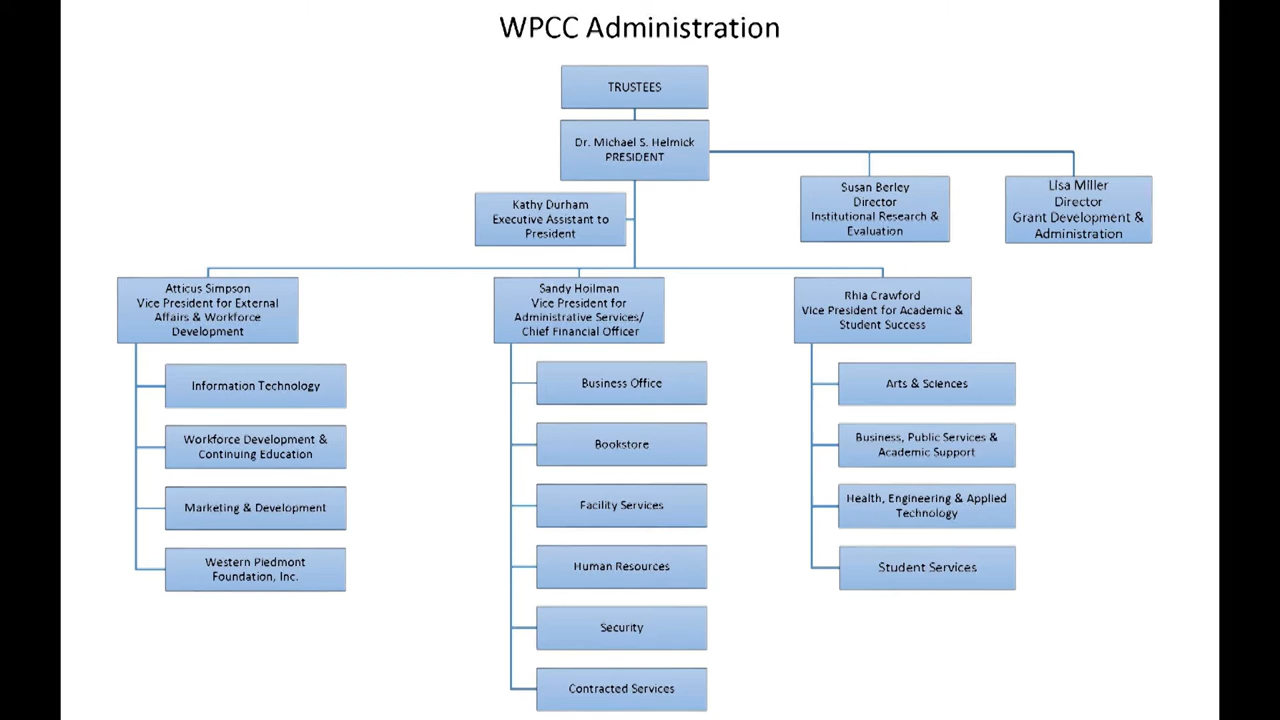 WPCC Administration
TRUSTEES
Dr. Michael S. Helmick
PRESIDENT
Kathy Durham
Executive Assistant to
President
Susan Berley
Director
Institutional Research &
Evaluation
Lisa Miller
Director
Grant Development &
Administration
Atticus Simpson
Vice President for External
Affairs & Workforce
Development
Information Technology
Workforce Development &
Continuing Education
Marketing & Development
Western Piedmont
Foundation, Inc.
Sandy Hoilman
Vice President for
Administrative Services/
Chief Financial Officer
Business Office
Bookstore
Facility Services
Human Resources
Security
Contracted Services
Rhia Crawford
Vice President for Academic &
Student Success
Arts & Sciences
Business, Public Services &
Academic Support
Health, Engineering & Applied
Technology
Student Services